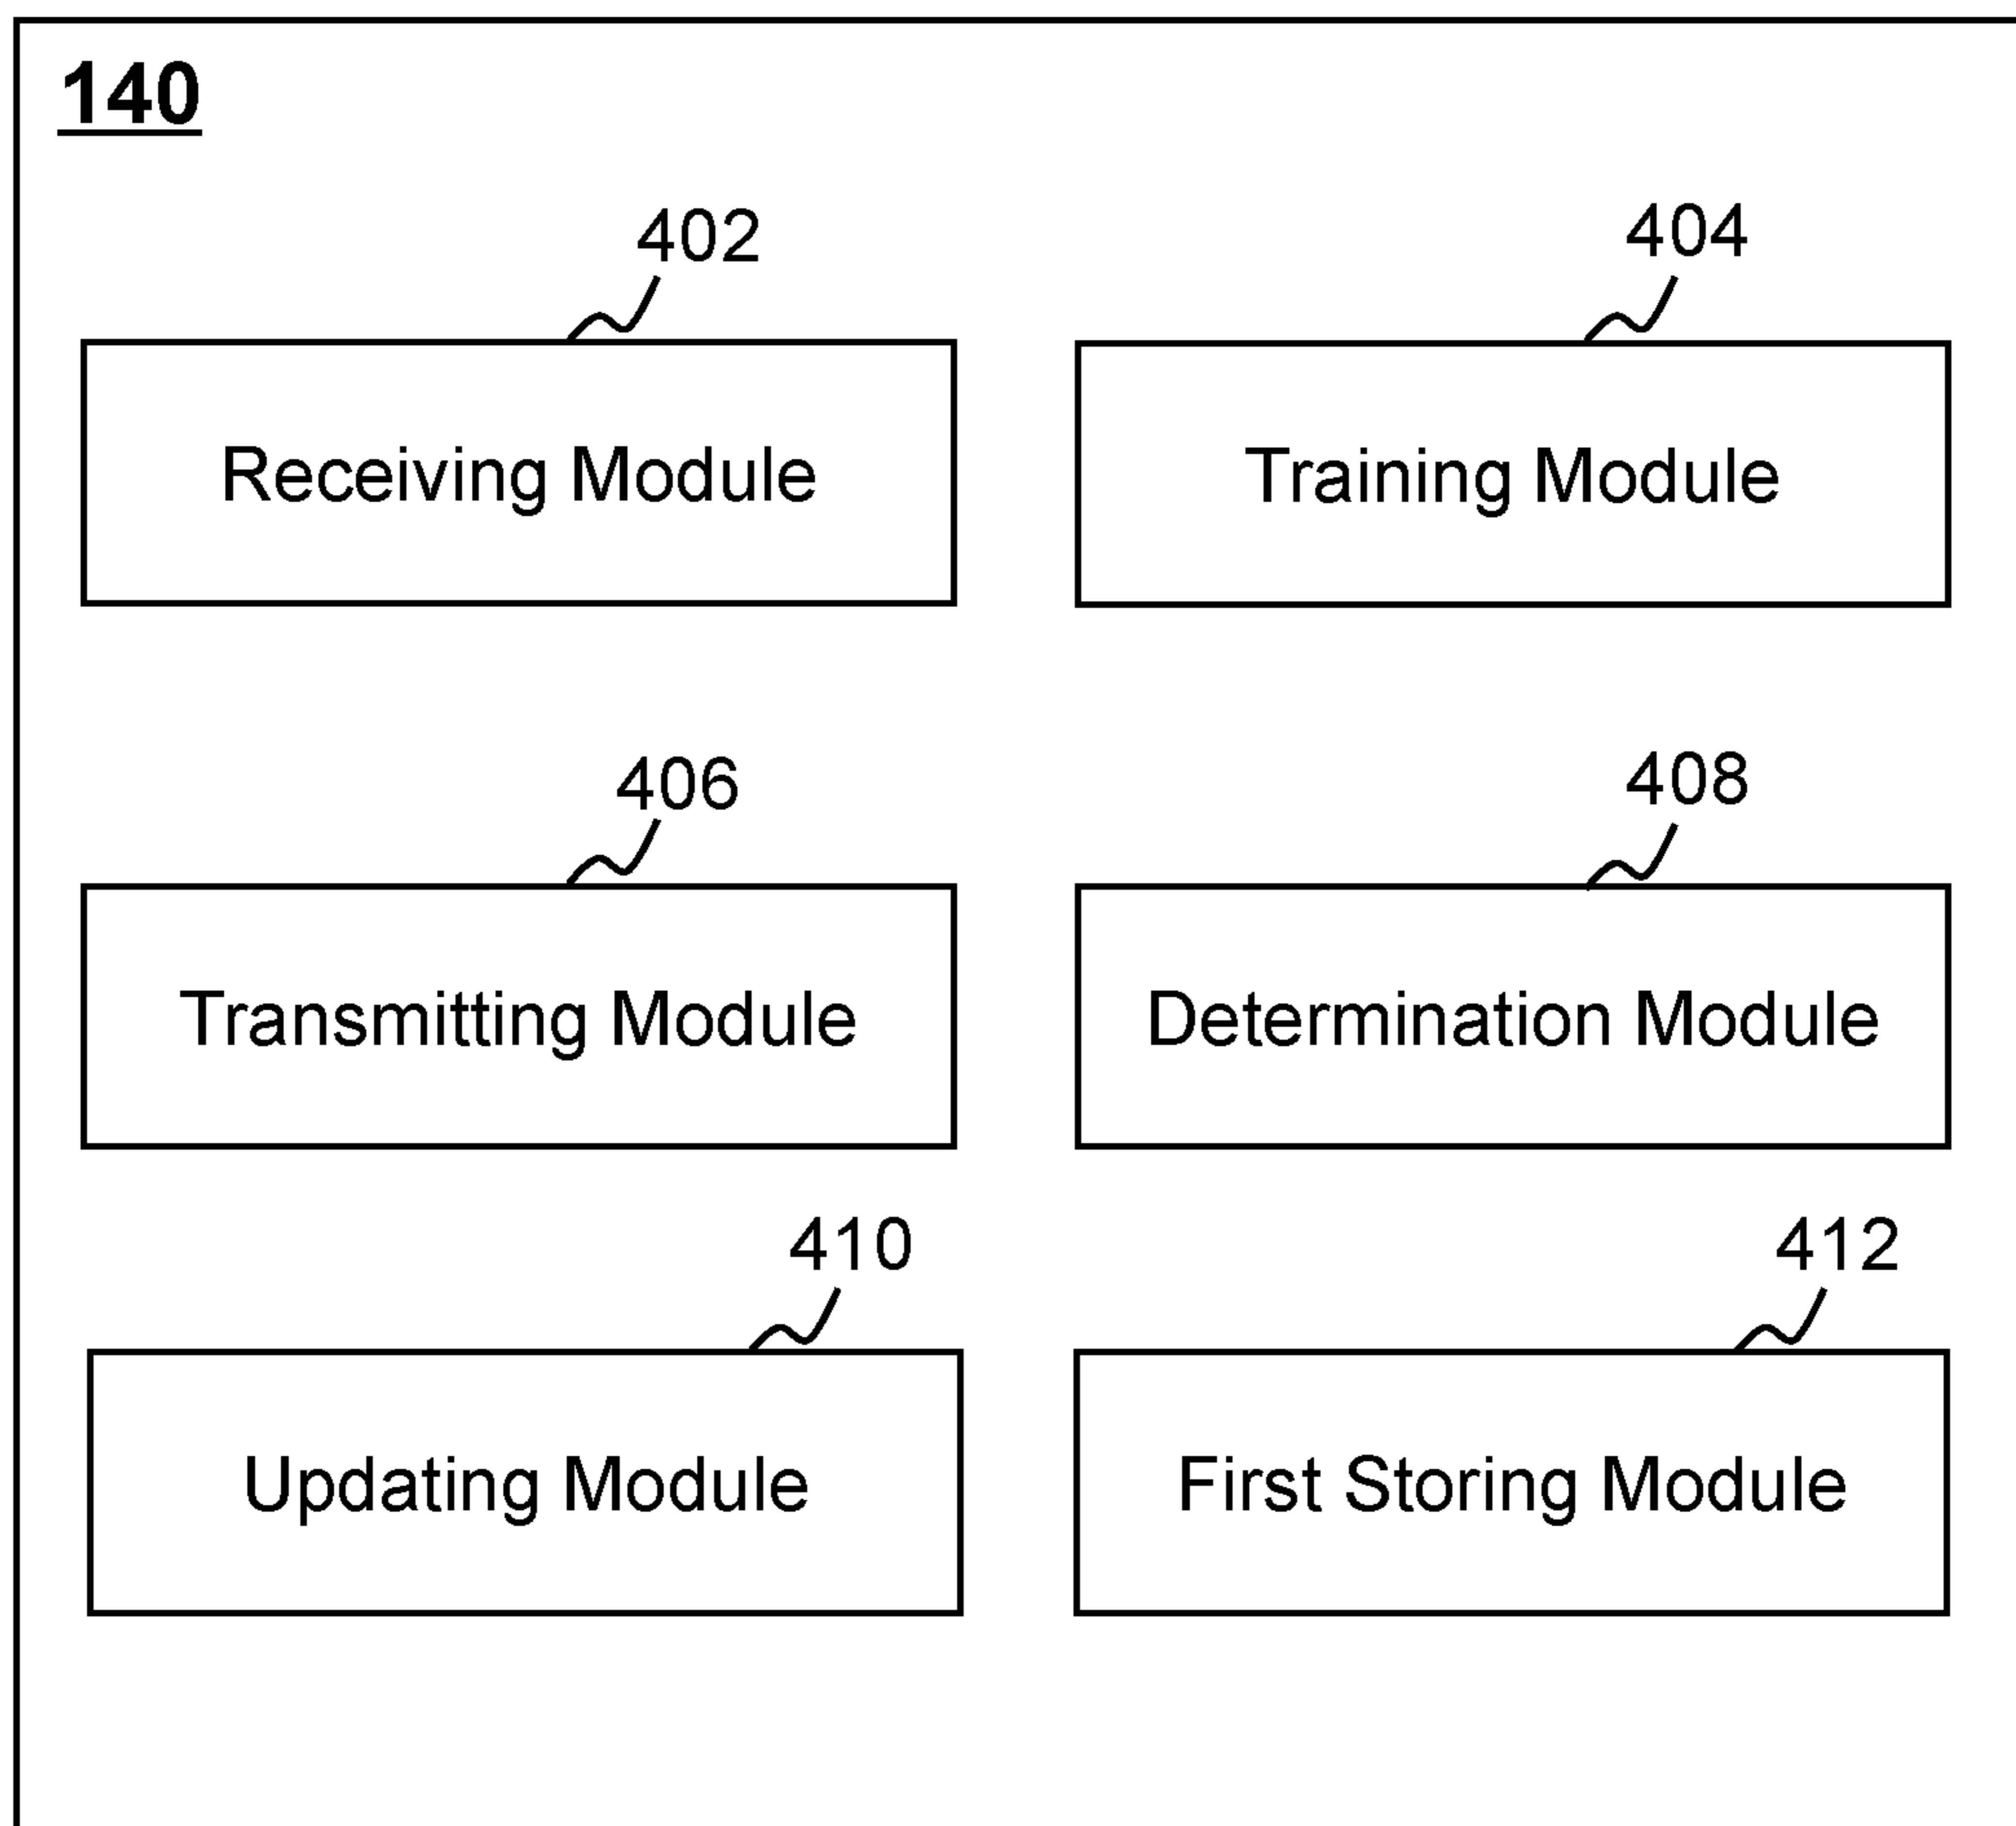 140
402
404
Receiving Module
Training Module
406
408
Transmitting Module
Determination Module
410
412
Updating Module
First Storing Module